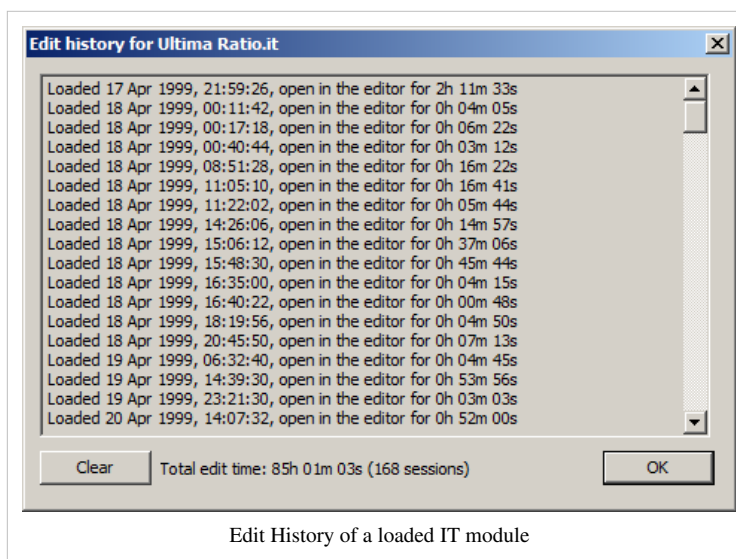 Edit history for Ultima Ratio.it
Loaded 17 Apr 1999, 21:59:26, open in the editor for 2h 11m 33s
Loaded 18 Apr 1999, 00:11:42, open in the editor for 0h 04m 05s
Loaded 18 Apr 1999, 00:17:18, open in the editor for 0h 06m 22s
Loaded 18 Apr 1999, 00:40:44, open in the editor for 0h 03m 12s
Loaded 18 Apr 1999, 08:51:28, open in the editor for 0h 16m 22s
Loaded 18 Apr 1999, 11:05:10, open in the editor for 0h 16m 41s
Loaded 18 Apr 1999, 11:22:02, open in the editor for 0h 05m 44s
Loaded 18 Apr 1999, 14:26:06, open in the editor for 0h 14m 57s
Loaded 18 Apr 1999, 15:06:12, open in the editor for 0h 37m 06s
Loaded 18 Apr 1999, 15:48:30, open in the editor for 0h 45m 44s
Loaded 18 Apr 1999, 16:35:00, open in the editor for 0h 04m 15s
Loaded 18 Apr 1999, 16:40:22, open in the editor for 0h 00m 48s
Loaded 18 Apr 1999, 18:19:56, open in the editor for 0h 04m 50s
Loaded 18 Apr 1999, 20:45:50, open in the editor for 0h 07m 13s
Loaded 19 Apr 1999, 06:32:40, open in the editor for 0h 04m 45s
Loaded 19 Apr 1999, 14:39:30, open in the editor for 0h 53m 56s
Loaded 19 Apr 1999, 23:21:30, open in the editor for 0h 03m 03s
Loaded 20 Apr 1999, 14:07:32, open in the editor for 0h 52m 00s
Clear Total edit time: 85h 01m 03s (168 sessions) OK
Edit History of a loaded IT module